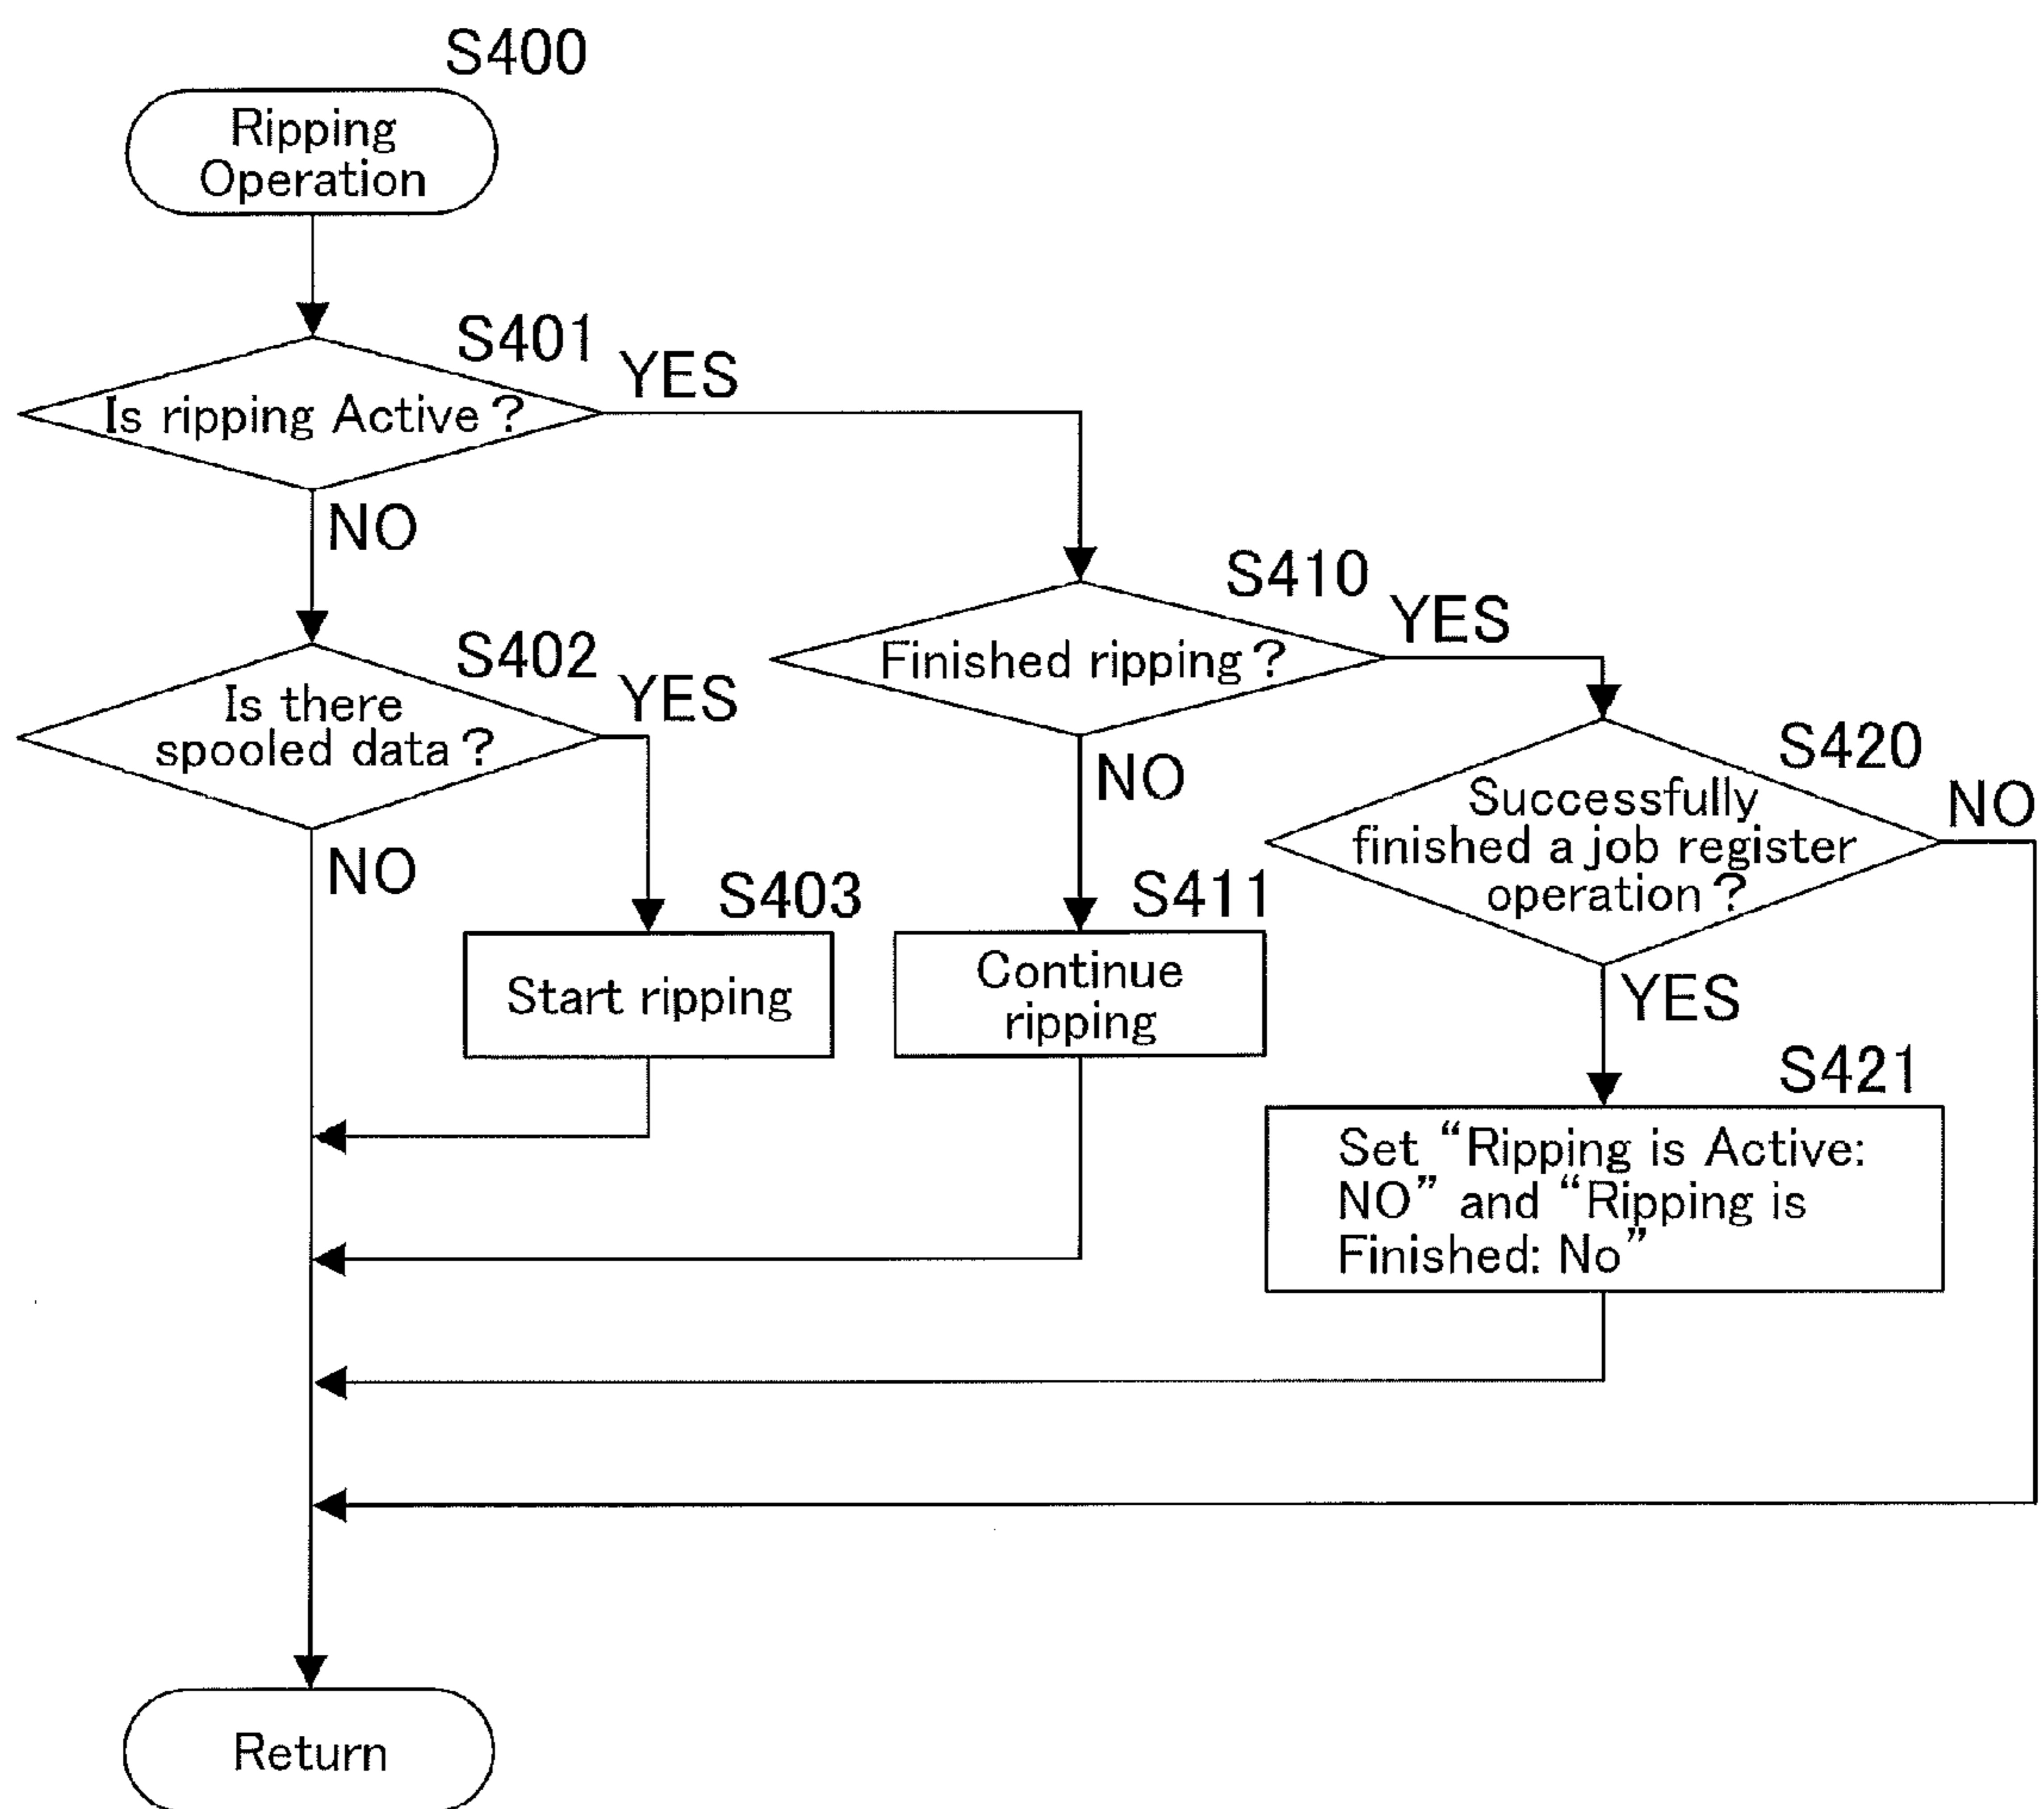 S400
Ripping
Operation
S401
YES
Is ripping Active?
NO
S410
YES
Finished ripping?
S402
YES
Is there
spooled data?
NO
S420
NO
Successfully
finished a job register
operation?
NO
S403
Start ripping
S411
Continue
ripping
YES
S421
Set “Ripping is Active:
NO” and “Ripping is
Finished: No”
Return